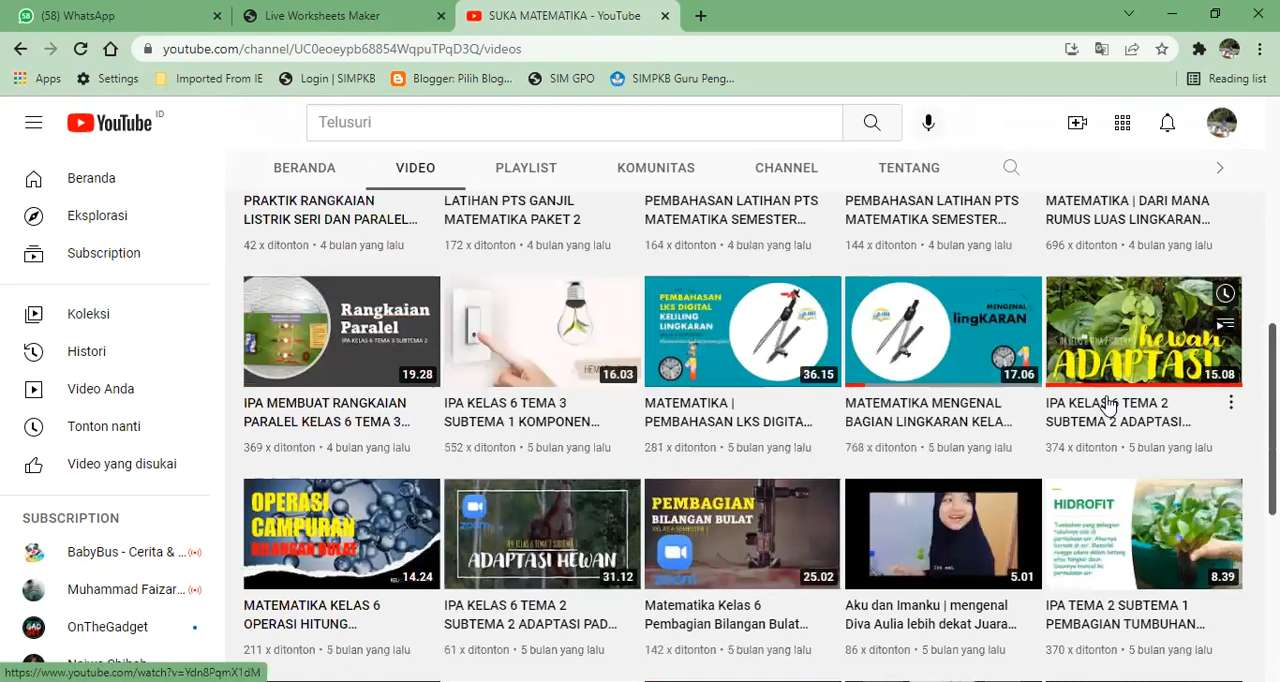 (58) WhatsApp
Live Worksheets Maker
SUKA MATEMATIKA - YouTube
youtube.com/channel/UC0eoeypb68854WqpuTPqD3Q/videos
Apps
Settings
Imported From IE
Login | SIMPKB
Blogger: Pilih Blog...
SIM GPO
SIMPKB Guru Peng...
Reading list
YouTube ID
Telusuri
BERANDA
VIDEO
PLAYLIST
KOMUNITAS
CHANNEL
TENTANG
Beranda
Eksplorasi
Subscription
Koleksi
Histori
Video Anda
Tonton nanti
Video yang disukai
SUBSCRIPTION
BabyBus - Cerita & ...
Muhammad Faizar...
OnTheGadget
PRAKTIK RANGKAIAN
LISTRIK SERI DAN PARALEL...
42 x ditonton • 4 bulan yang lalu
LATIHAN PTS GANJIL
MATEMATIKA PAKET 2
172 x ditonton • 4 bulan yang lalu
PEMBAHASAN LATIHAN PTS
MATEMATIKA SEMESTER...
164 x ditonton • 4 bulan yang lalu
PEMBAHASAN LATIHAN PTS
MATEMATIKA SEMESTER...
144 x ditonton • 4 bulan yang lalu
MATEMATIKA | DARI MANA
RUMUS LUAS LINGKARAN...
696 x ditonton • 4 bulan yang lalu
Rangkaian
Paralel
IPA KELAS 6 TEMA 3 SUBTEMA 2
19.28
IPA MEMBUAT RANGKAIAN
PARALEL KELAS 6 TEMA 3...
369 x ditonton • 4 bulan yang lalu
16.03
IPA KELAS 6 TEMA 3
SUBTEMA 1 KOMPONEN...
552 x ditonton • 5 bulan yang lalu
PEMBAHASAN
LKS DIGITAL
KELILING
LINGKARAN
36.15
MATEMATIKA |
PEMBAHASAN LKS DIGITA...
281 x ditonton • 5 bulan yang lalu
MENGENAL
lingKARAN
17.06
MATEMATIKA MENGENAL
BAGIAN LINGKARAN KELA...
768 x ditonton • 5 bulan yang lalu
hewan
ADAPTASI
15.08
IPA KELAS 6 TEMA 2
SUBTEMA 2 ADAPTASI...
374 x ditonton • 5 bulan yang lalu
OPERASI
CAMPURAN
BILANGAN BULAT
14.24
MATEMATIKA KELAS 6
OPERASI HITUNG...
211 x ditonton • 5 bulan yang lalu
zoom
ADAPTASI HEWAN
31.12
IPA KELAS 6 TEMA 2
SUBTEMA 2 ADAPTASI PAD...
61 x ditonton • 5 bulan yang lalu
PEMBAGIAN
BILANGAN BULAT
KELAS 6 SEMESTER 1
zoom
25.02
Matematika Kelas 6
Pembagian Bilangan Bulat...
142 x ditonton • 5 bulan yang lalu
5.01
Aku dan Imanku | mengenal
Diva Aulia lebih dekat Juara...
86 x ditonton • 5 bulan yang lalu
HIDROFIT
8.39
IPA TEMA 2 SUBTEMA 1
PEMBAGIAN TUMBUHAN...
370 x ditonton • 5 bulan yang lalu
https://www.youtube.com/watch?v=Ydn8PqmX1dM